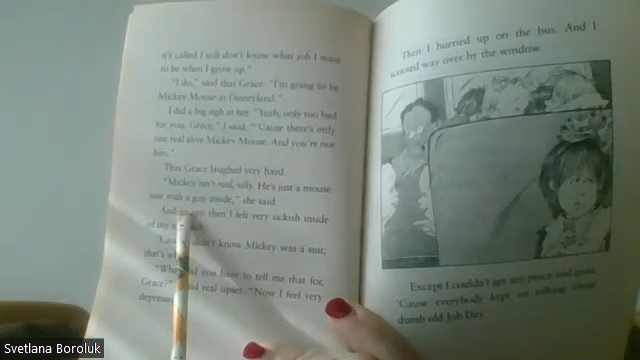 it's called I still don't know what job I want
to be when I grow up."
"I do," said that Grace. "I'm going to be
Mickey Mouse at Disneyland."
I did a big sigh at her. "Yeah, only too bad
for you, Grace," I said. "'Cause there's only
one real alive Mickey Mouse. And you're not
him."
That Grace laughed very hard.
"Mickey isn't real, silly. He's just a mouse
suit with a guy inside," she said.
And then I felt very sickish inside
of my
didn't know Mickey was a suit,
that's
you have to tell me that for,
Grace?" real upset. "Now I feel very
Then I hurried up on the bus. And I
scooted way over by the window.
Except I couldn't get any peace and quiet.
'Cause everybody kept on talking about
dumb old Job Day.
Svetlana Boroluk